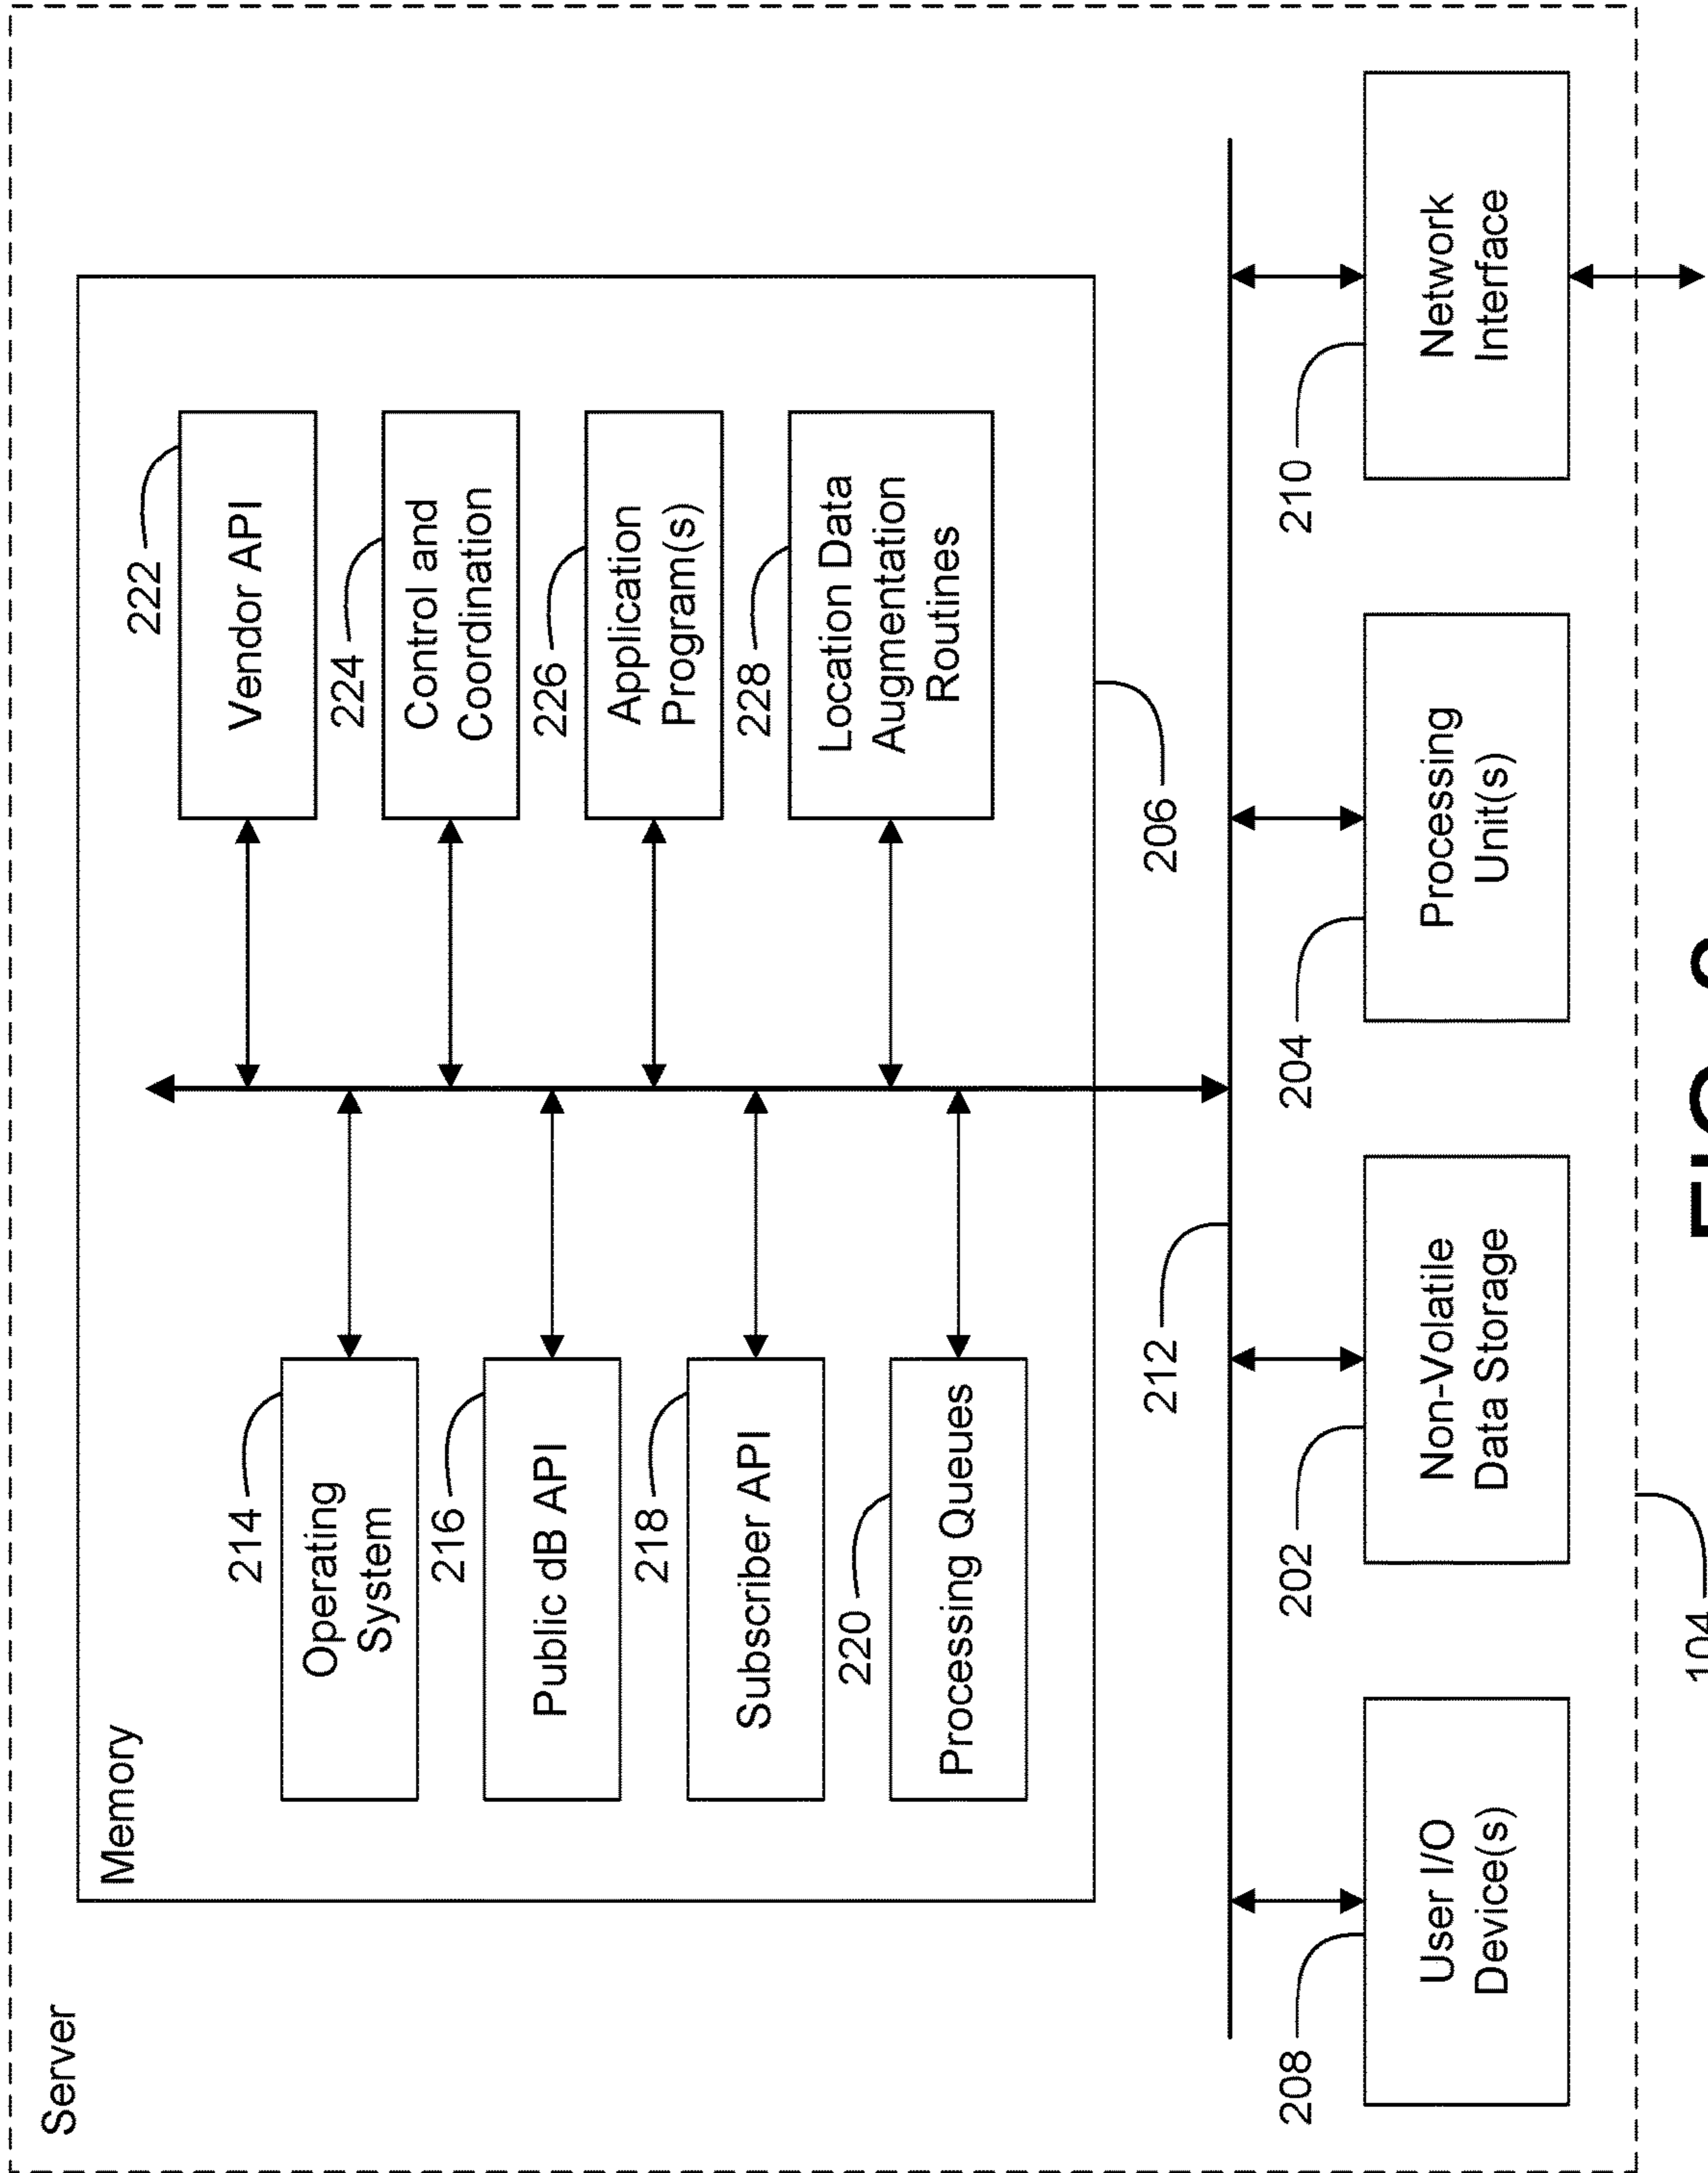 Server
Memory
214
Operating
System
216
Public dB API
218
Subscriber API
220
Processing Queues
222
Vendor API
224
Control and
Coordination
226
Application
Program(s)
228
Location Data
Augmentation
Routines
206
212
208
User I/O
Device(s)
202
Non-Volatile
Data Storage
204
Processing
Unit(s)
210
Network
Interface
104